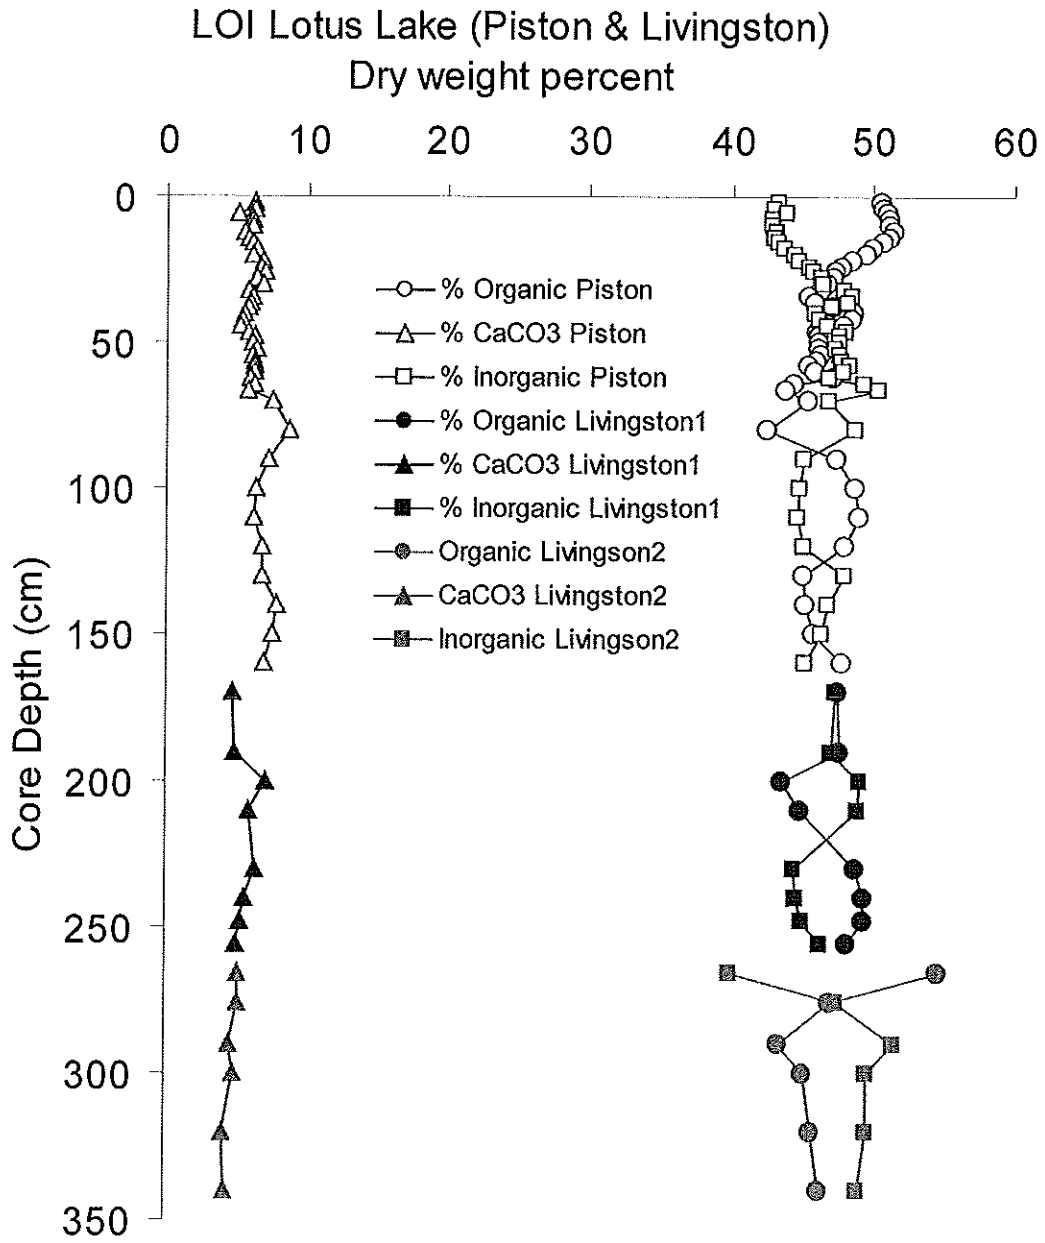 LOI Lotus Lake (Piston & Livingston)
Dry weight percent
0 10 20 30 40 50 60
0
50
100
150
200
250
300
350
Core Depth (cm)
% Organic Piston
% CaCO3 Piston
% Inorganic Piston
% Organic Livingston1
% CaCO3 Livingston1
% Inorganic Livingston1
Organic Livingson2
CaCO3 Livingston2
Inorganic Livingson2